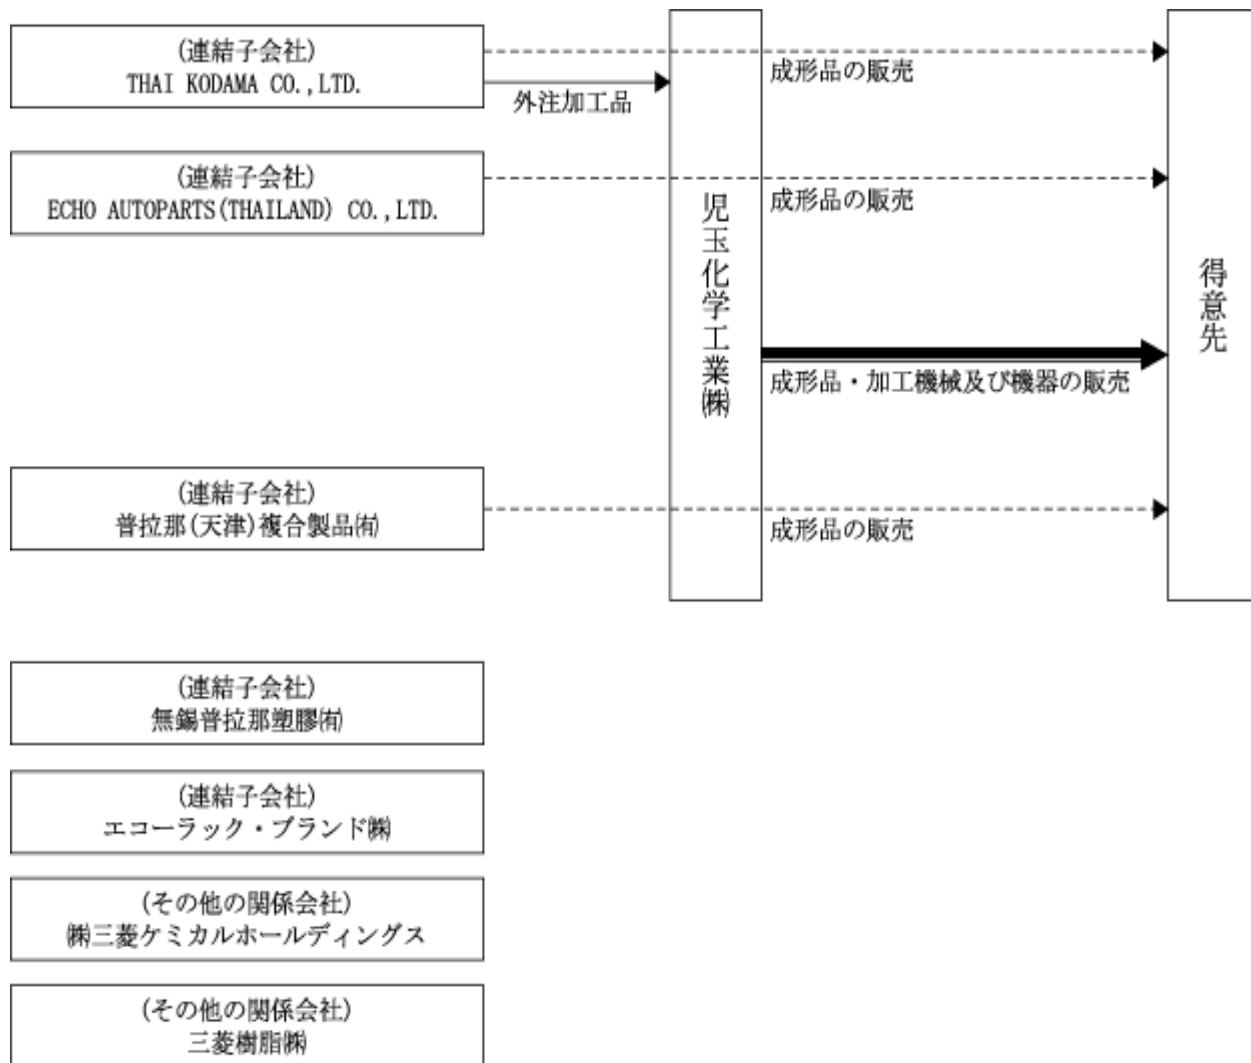 (連結子会社)
THAI KODAMA CO.,LTD.
成形品の販売
外注加工品
(連結子会社)
ECHO AUTOPARTS(THAILAND) CO.,LTD.
成形品の販売
児玉化学工業㈱
得意先
成形品・加工機械及び機器の販売
(連結子会社)
普拉那(天津)複合製品㈲
成形品の販売
(連結子会社)
無錫普拉那塑膠㈲
(連結子会社)
エコーラック・ブランド㈱
(その他の関係会社)
㈱三菱ケミカルホールディングス
(その他の関係会社)
三菱樹脂㈱